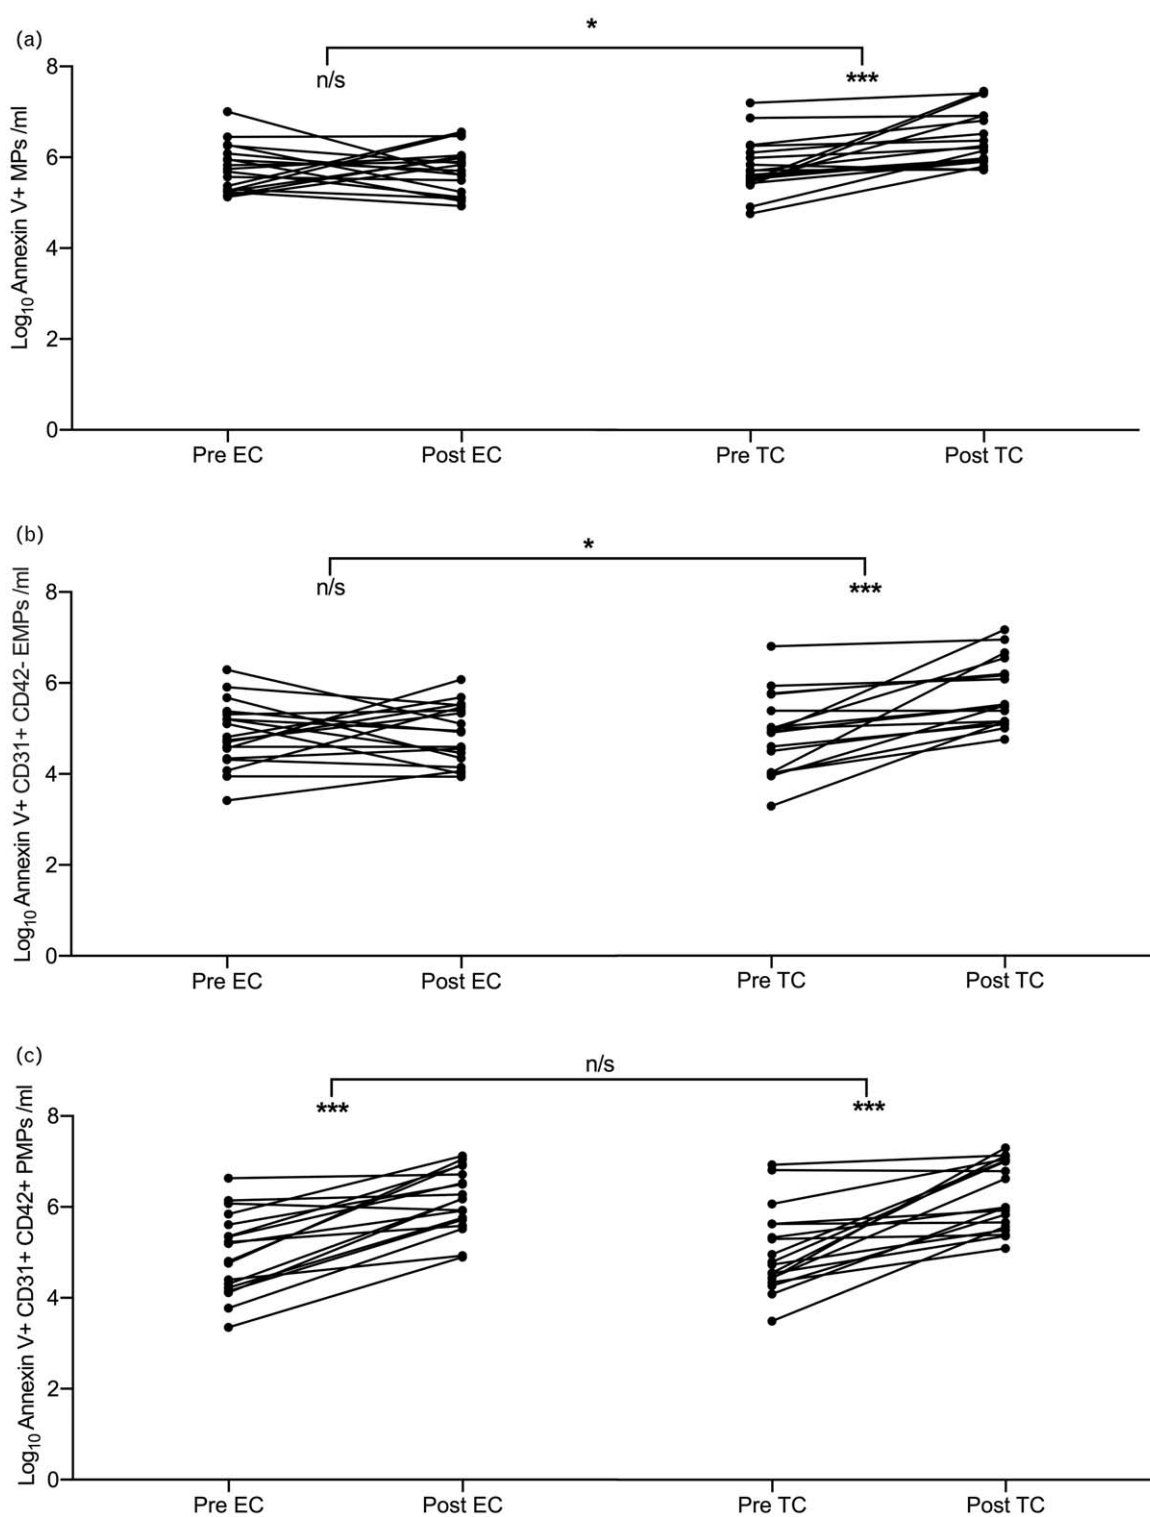 (a)
*
n/s
***
Log10 Annexin V+ MPs /ml
8
6
4
2
0
Pre EC
Post EC
Pre TC
Post TC
(b)
*
n/s
***
Log10 Annexin V+ CD31+ CD42- EMPs /ml
8
6
4
2
0
Pre EC
Post EC
Pre TC
Post TC
(c)
n/s
***
***
Log10 Annexin V+ CD31+ CD42+ PMPs /ml
8
6
4
2
0
Pre EC
Post EC
Pre TC
Post TC